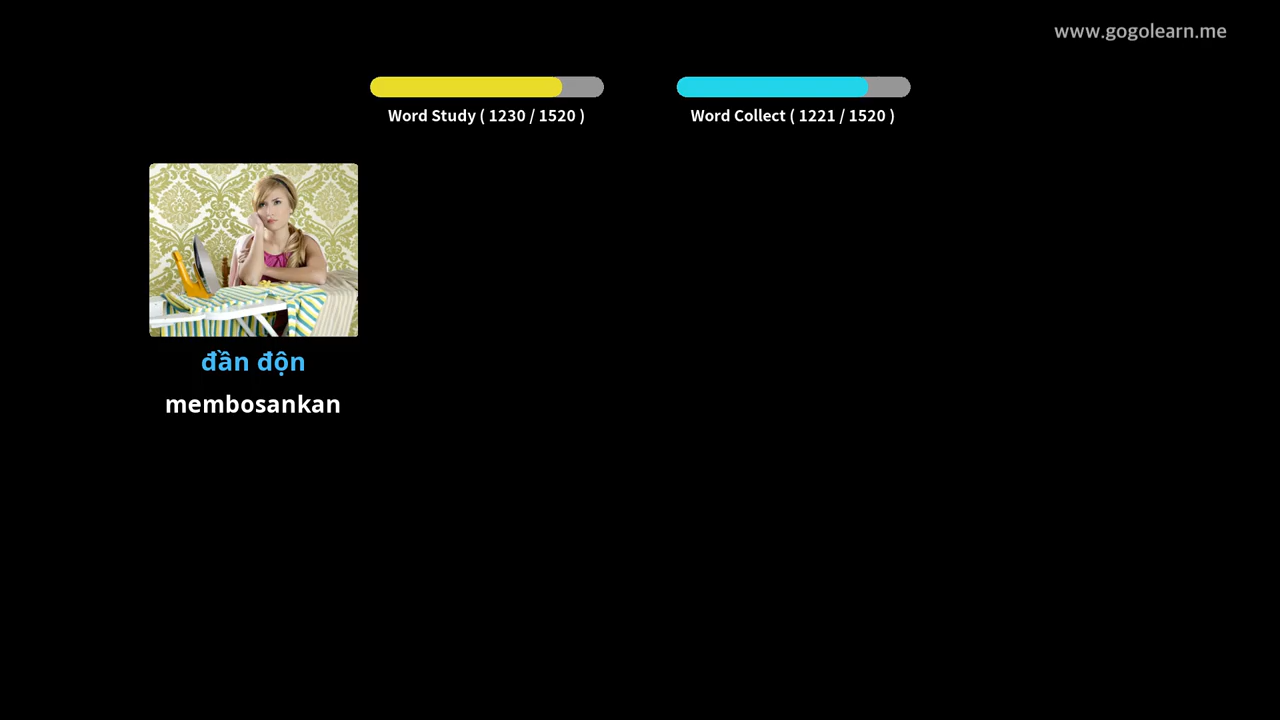 www.gogolearn.me
Word Study ( 1230 / 1520 )
Word Collect ( 1221 / 1520 )
đần độn
membosankan